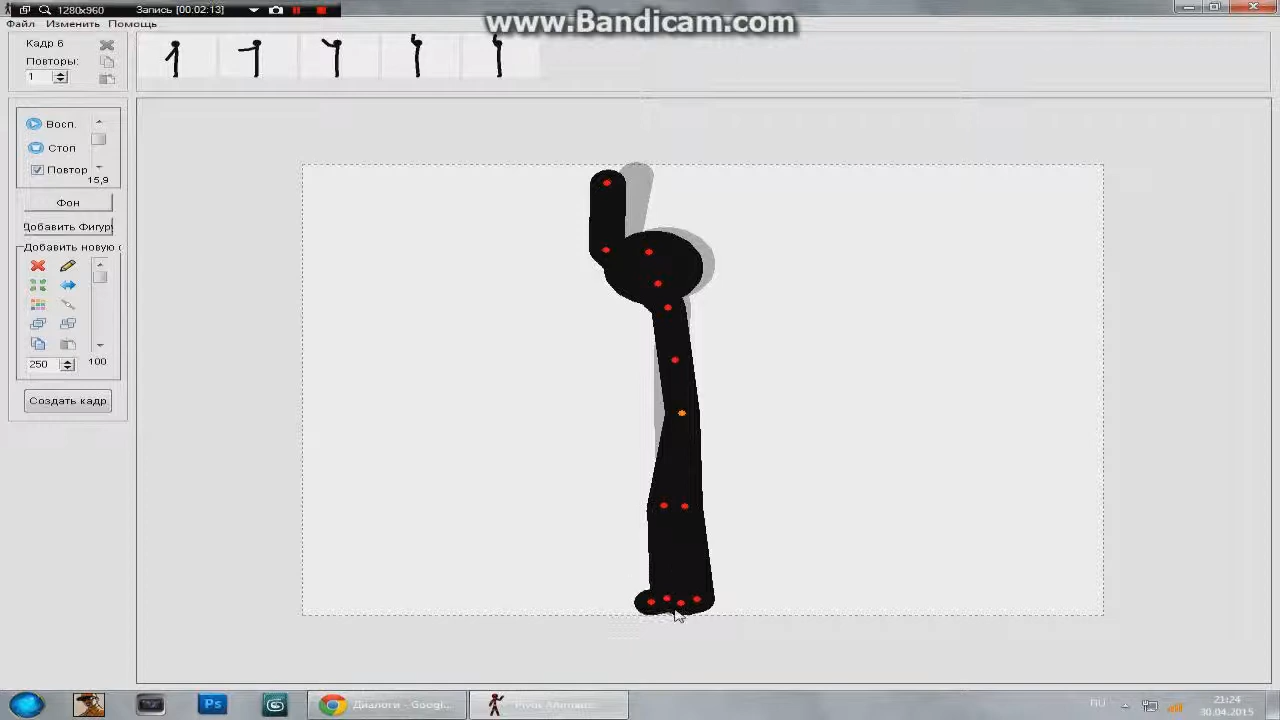 1280x960 Запись [00:02:13]
www.Bandicam.com
Файл Изменить Помощь
Кадр 6
Повторы:
1
Восп.
Стоп
Повтор
15,9
Фон
Добавить Фигур
Добавить новую с
250
100
Создать кадр
Ps
Диалоги - Googl...
RU
21:24
30.04.2015